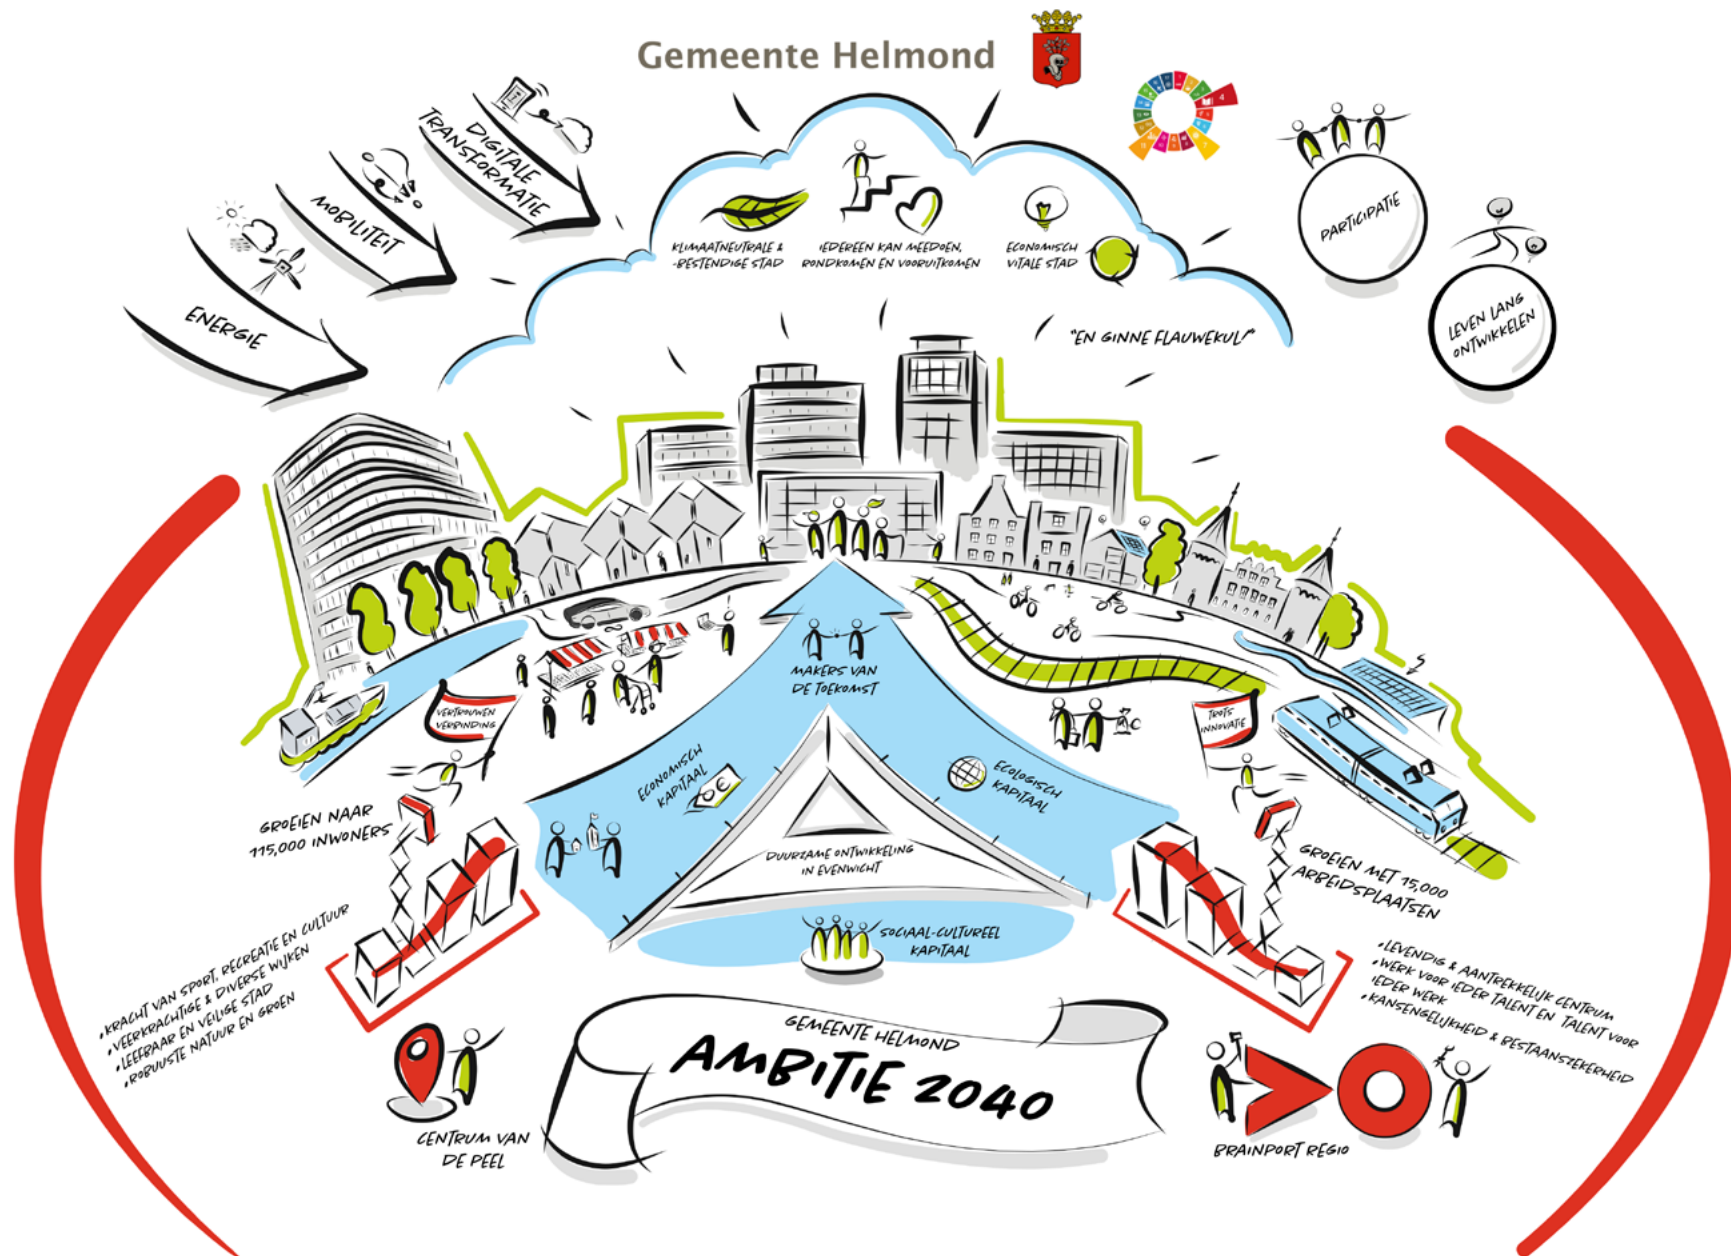 Gemeente Helmond
4
DIGITALE
TRANSFORMATIE
MOBILITEIT
ENERGIE
KLIMAATNEUTRALE &
-BESTENDIGE STAD
IEDEREEN KAN MEEDOEN,
RONDKOMEN EN VOORUITKOMEN
ECONOMISCH
VITALE STAD
"EN GINNE FLAUWEKUL!"
PARTICIPATIE
LEVEN LANG
ONTWIKKELEN
MAKERS VAN
DE TOEKOMST
VERTROUWEN
VERBINDING
TROTS
INNOVATIE
ECONOMISCH
KAPITAAL
€
ECOLOGISCH
KAPITAAL
DUURZAME ONTWIKKELING
IN EVENWICHT
SOCIAAL-CULTUREEL
KAPITAAL
GROEIEN NAAR
115,000 INWONERS
GROEIEN MET 15,000
ARBEIDSPLAATSEN
•KRACHT VAN SPORT, RECREATIE EN CULTUUR
•VEERKRACHTIGE & DIVERSE WIJKEN
•LEEFBAAR EN VEILIGE STAD
•ROBUUSTE NATUUR EN GROEN
•LEVENDIG & AANTREKKELIJK CENTRUM
•WERK VOOR IEDER TALENT EN TALENT VOOR
IEDER WERK
•KANSENGELIJKHEID & BESTAANSZEKERHEID
GEMEENTE HELMOND
AMBITIE 2040
CENTRUM VAN
DE PEEL
BRAINPORT REGIO